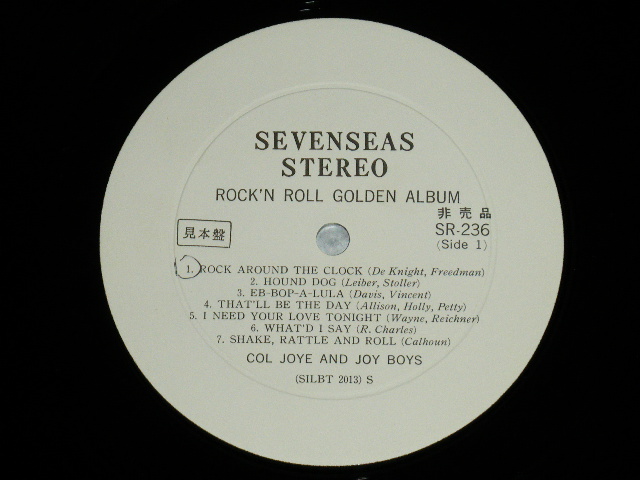 SEVENSEAS
STEREO
ROCK'N ROLL GOLDEN ALBUM
非売品
見本盤
SR-236
(Side 1)
1. ROCK AROUND THE CLOCK (De Knight, Freedman)
2. HOUND DOG (Leiber, Stoller)
3. EB-BOP-A-LULA (Davis, Vincent)
4. THAT'LL BE THE DAY (Allison, Holly, Petty)
5. I NEED YOUR LOVE TONIGHT (Wayne, Reichner)
6. WHAT'D I SAY (R. Charles)
7. SHAKE, RATTLE AND ROLL (Calhoun)
COL JOYE AND JOY BOYS
(SILBT 2013) S